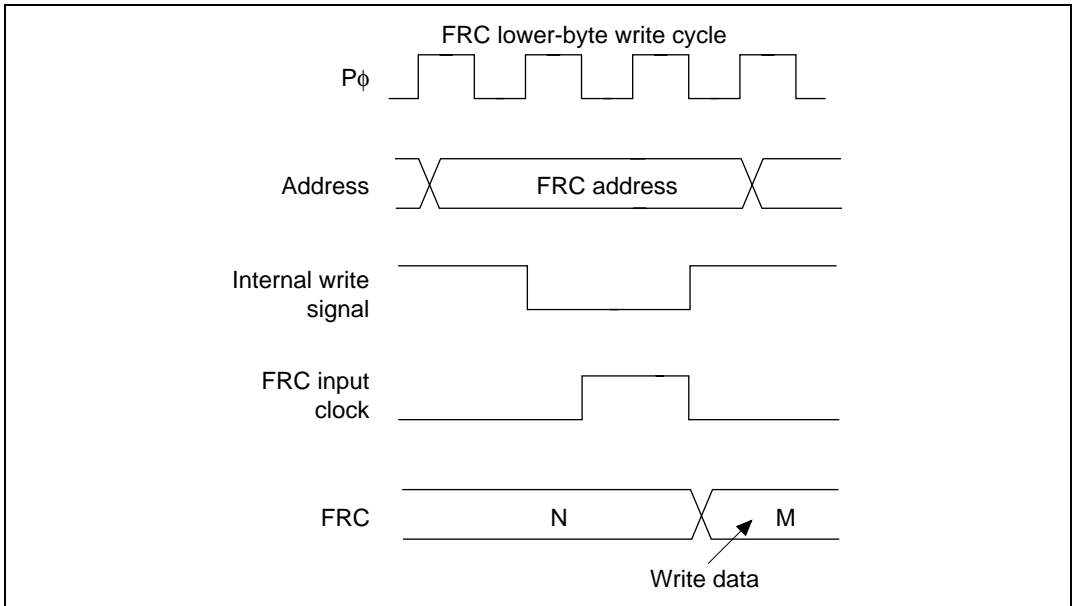 FRC lower-byte write cycle
Pϕ
Address
FRC address
Internal write
signal
FRC input
clock
FRC
N
M
Write data